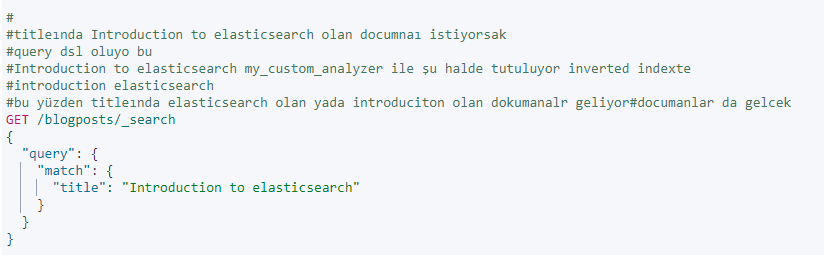 #
#titleında Introduction to elasticsearch olan documnaı istiyorsak
#query dsl oluyo bu
#Introduction to elasticsearch my_custom_analyzer ile şu halde tutuluyor inverted indexte
#introduction elasticsearch
#bu yüzden titleında elasticsearch olan yada introduciton olan dokumanalr geliyor#documanlar da gelcek
GET /blogposts/_search
{
  "query": {
    "match": {
      "title": "Introduction to elasticsearch"
    }
  }
}